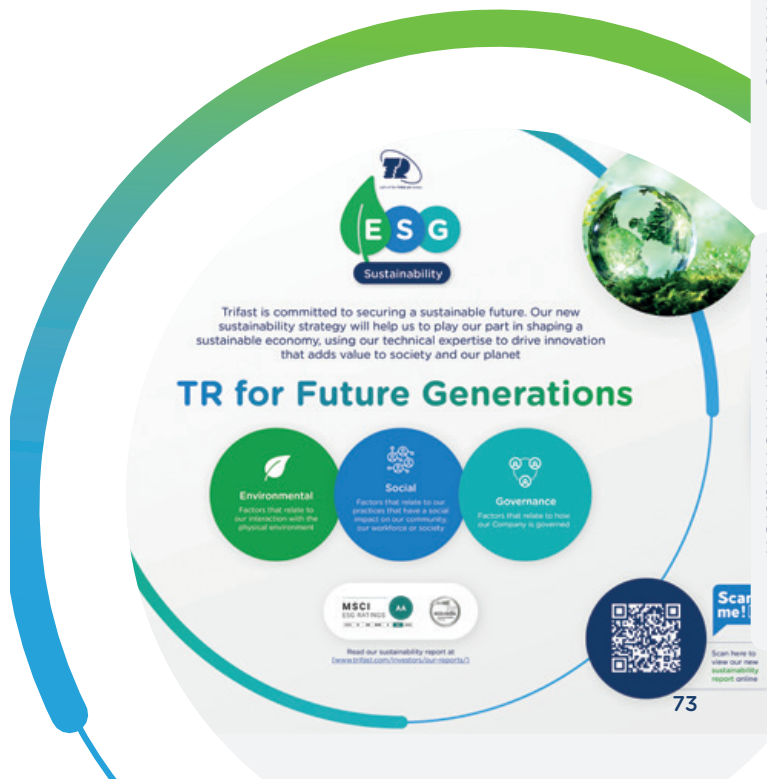 TR
ESG
Sustainability
Trifast is committed to securing a sustainable future. Our new
sustainability strategy will help us to play our part in shaping a
sustainable economy, using our technical expertise to drive innovation
that adds value to society and our planet
TR for Future Generations
Environmental
Factors that relate to
our interaction with the
physical environment
Social
Factors that relate to our
practices that have a social
impact on our community,
our workforce or society
Governance
Factors that relate to how
our Company is governed
MSCI
ESG RATINGS
AA
Read our sustainability report at
(www.trifast.com/investors/our-reports/)
Scan
me!
Scan here to
view our new
sustainability
report online
73